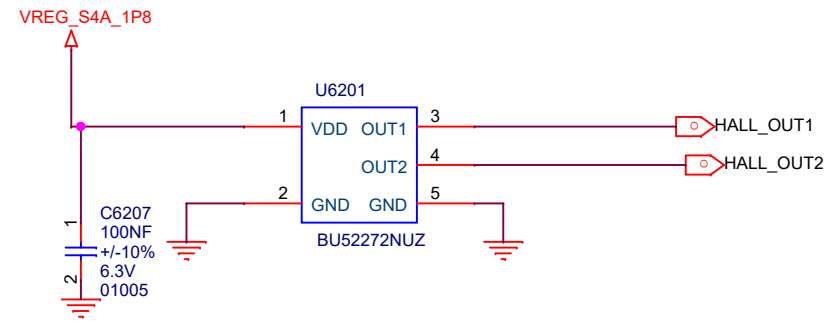 VREG_S4A_1P8
U6201
1 VDD OUT1 3 HALL_OUT1
OUT2 4 HALL_OUT2
2 GND GND 5
BU52272NUZ
1 C6207
100NF
+/-10%
2 6.3V
01005